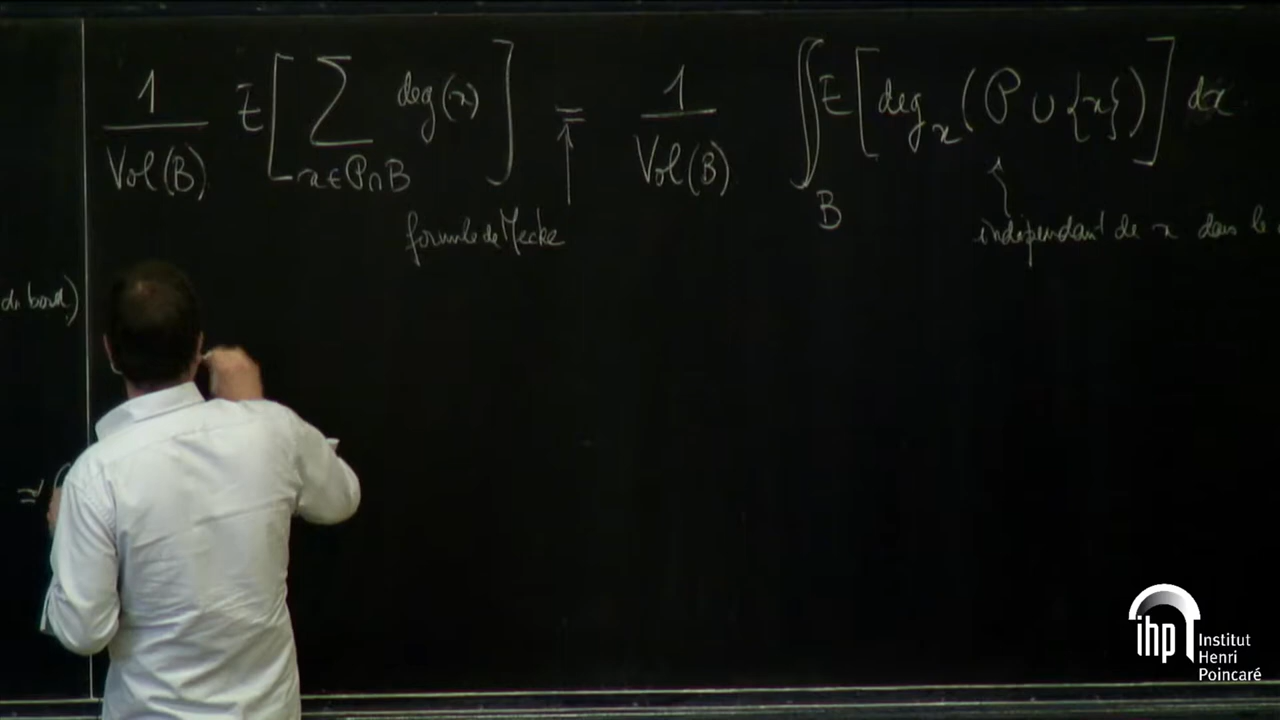 1/Vol(B) E[ ∑_{x∈P∩B} deg(x) ] = 1/Vol(B) ∬_B E[ deg_x(P∪{x}) ] dx
↑
formule de Mecke
indépendant de x dans le
du bord)
≃
ihp Institut
Henri
Poincaré